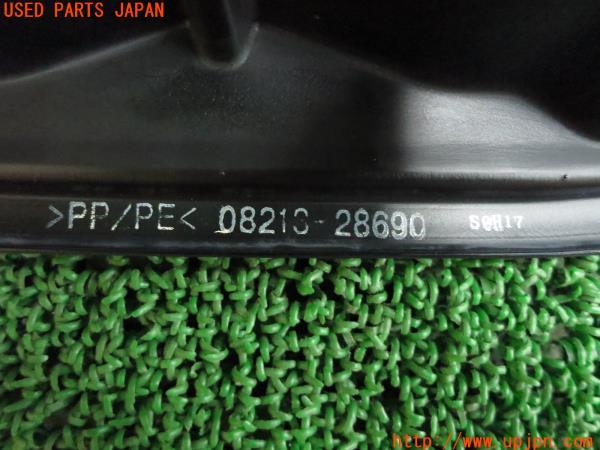 USED PARTS JAPAN
>PP/PE< 08213-28690
http://www.upjpn.com/